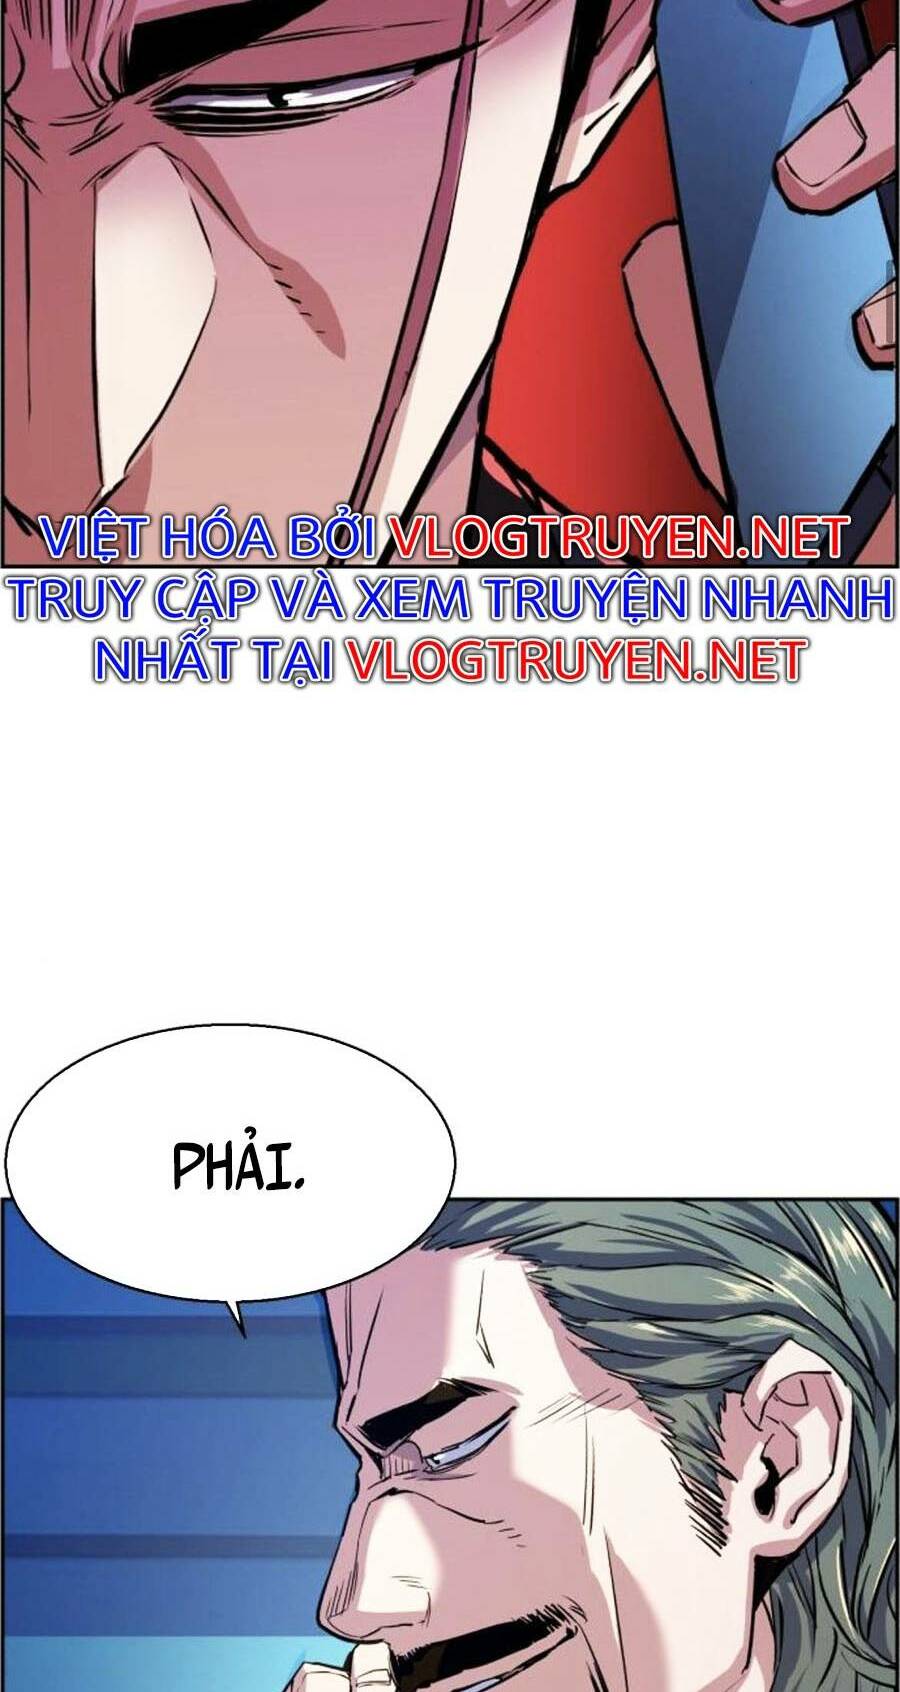 VIỆT HÓA BỞI VLOGTRUYEN.NET
TRUY CẬP VÀ XEM TRUYỆN NHANH
NHẤT TẠI VLOGTRUYEN.NET
PHẢI.